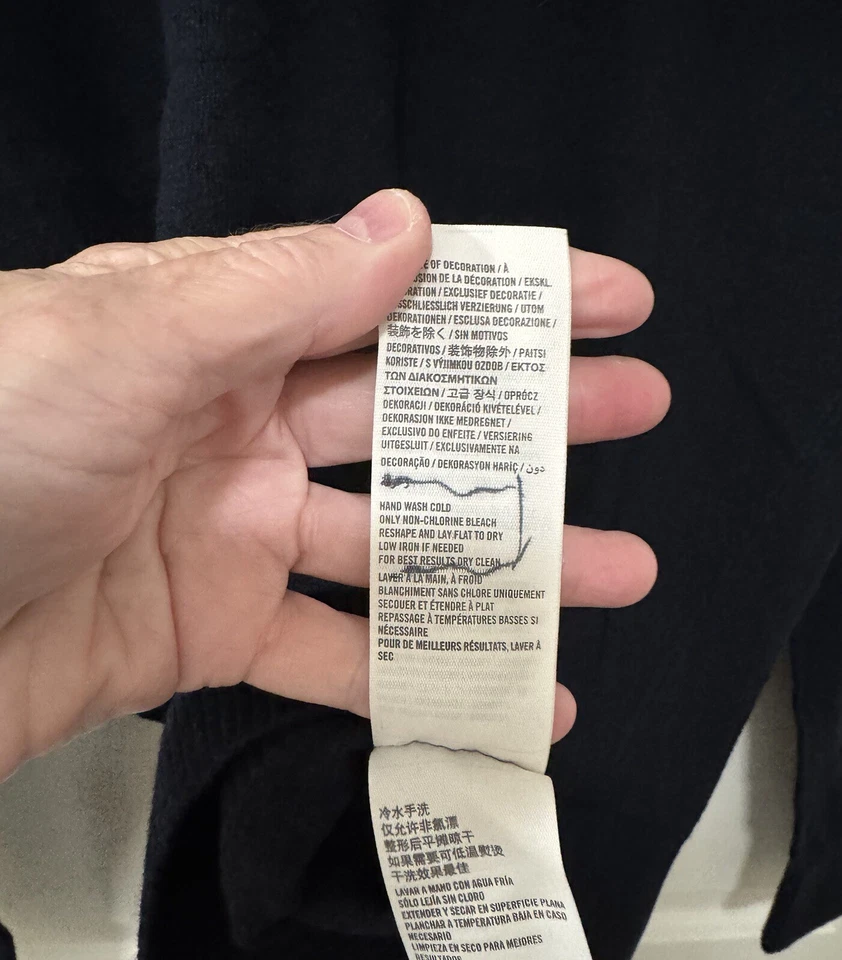 OF DECORATION / À
DE LA DÉCORATION / EKSKL.
EXCLUSIEF DECORATIE /
VERZIERUNG / UTOM
DEKORATIONEN / ESCLUSA DECORAZIONE /
装飾を除く / SIN MOTIVOS
DECORATIVOS / 装饰物除外 / PAITSI
KORISTE / S VÝJIMKOU OZDOB / ΕΚΤΟΣ
ΤΩΝ ΔΙΑΚΟΣΜΗΤΙΚΩΝ
ΣΤΟΙΧΕΙΩΝ / 고급 장식 / OPRÓCZ
DEKORACJI / DEKORÁCIÓ KIVÉTELÉVEL /
DEKORASJON IKKE MEDREGNET /
EXCLUSIVO DO ENFEITE / VERSIERING
UITGESLUIT / EXCLUSIVAMENTE NA
DECORAÇÃO / DEKORASYON HARİÇ / دون
HAND WASH COLD
ONLY NON-CHLORINE BLEACH
RESHAPE AND LAY FLAT TO DRY
LOW IRON IF NEEDED
FOR BEST RESULTS DRY CLEAN
LAVER À LA MAIN, À FROID
BLANCHIMENT SANS CHLORE UNIQUEMENT
SECOUER ET ÉTENDRE À PLAT
REPASSAGE À TEMPÉRATURES BASSES SI
NÉCESSAIRE
POUR DE MEILLEURS RÉSULTATS, LAVER À
SEC
冷水手洗
仅允许非氯漂
整形后平摊晾干
如果需要可低温熨烫
干洗效果最佳
LAVAR A MANO CON AGUA FRÍA
SÓLO LEJÍA SIN CLORO
EXTENDER Y SECAR EN SUPERFICIE PLANA
PLANCHAR A TEMPERATURA BAJA EN CASO
NECESARIO
LIMPIEZA EN SECO PARA MEJORES
RESULTADOS